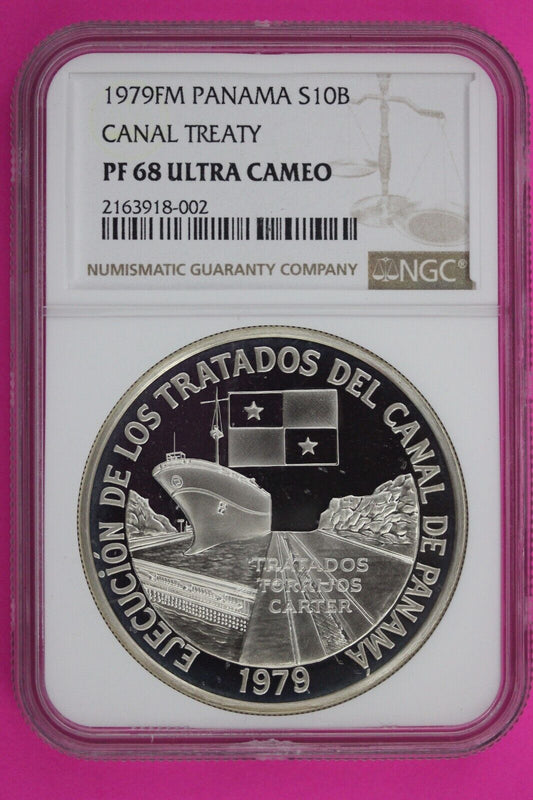 1979FM PANAMA S10B
CANAL TREATY
PF 68 ULTRA CAMEO
2163918-002
NUMISMATIC GUARANTY COMPANY
NGC®
EJECUCIÓN DE LOS TRATADOS DEL CANAL DE PANAMÁ
TRATADOS
TORRIJOS
CARTER
1979